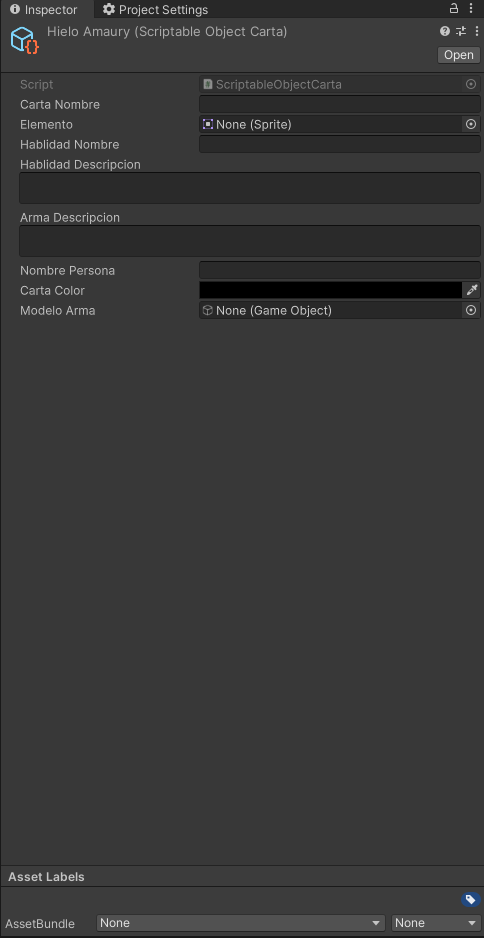 Inspector Project Settings
Hielo Amaury (Scriptable Object Carta)
Open
Script ScriptableObjectCarta
Carta Nombre
Elemento None (Sprite)
Hablidad Nombre
Hablidad Descripcion
Arma Descripcion
Nombre Persona
Carta Color
Modelo Arma None (Game Object)
Asset Labels
AssetBundle None None